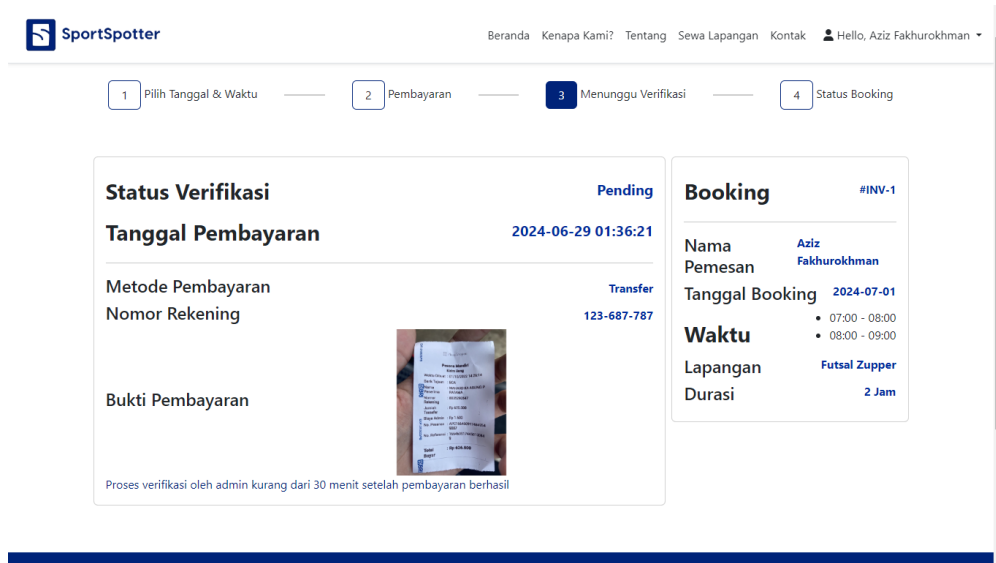 SportSpotter
Beranda Kenapa Kami? Tentang Sewa Lapangan Kontak Hello, Aziz Fakhurokhman
1 Pilih Tanggal & Waktu 2 Pembayaran 3 Menunggu Verifikasi 4 Status Booking
Status Verifikasi Pending
Tanggal Pembayaran 2024-06-29 01:36:21
Metode Pembayaran Transfer
Nomor Rekening 123-687-787
Bukti Pembayaran
Proses verifikasi oleh admin kurang dari 30 menit setelah pembayaran berhasil
Booking #INV-1
Nama Pemesan Aziz Fakhurokhman
Tanggal Booking 2024-07-01
Waktu
• 07:00 - 08:00
• 08:00 - 09:00
Lapangan Futsal Zupper
Durasi 2 Jam